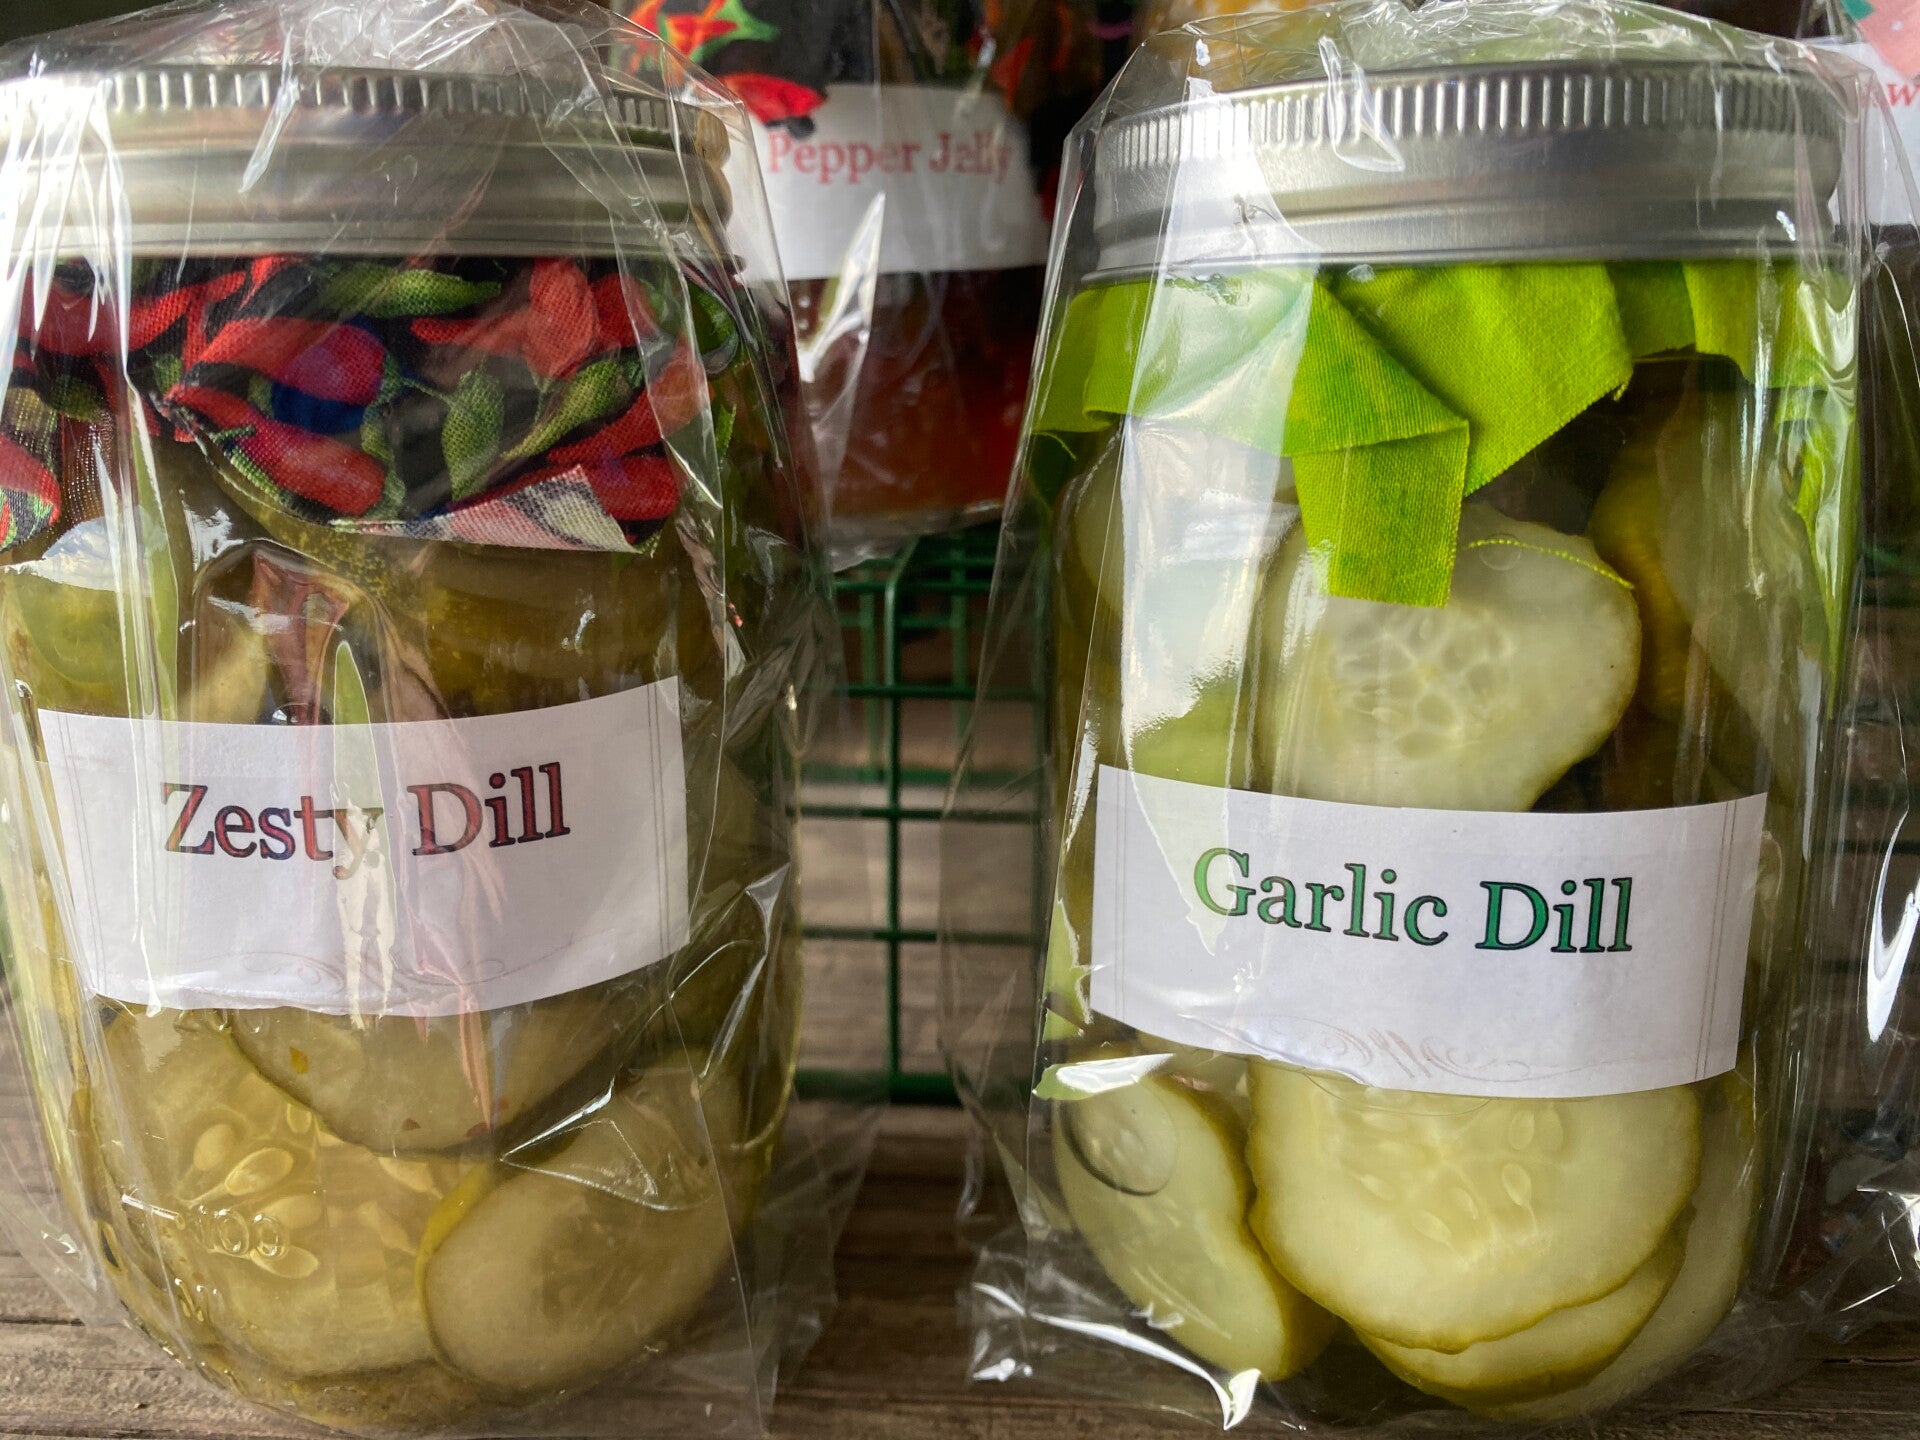 Pepper Jelly
Zesty Dill
Garlic Dill